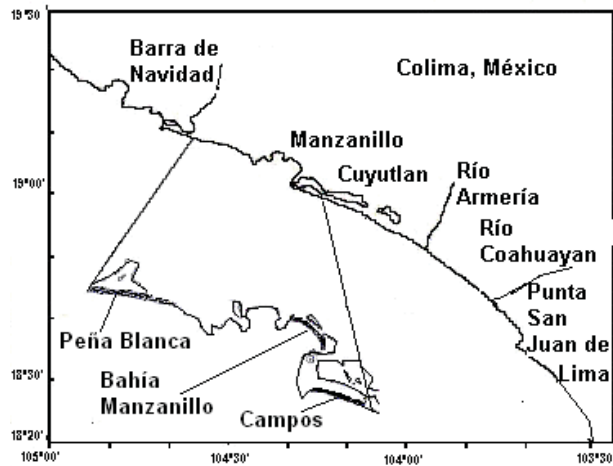 19°50'
Barra de
Navidad
Colima, México
Manzanillo
Cuyutlan
Río
Armería
19°00'
Río
Coahuayan
Punta
San
Juan de
Lima
Peña Blanca
Bahía
Manzanillo
Campos
18°30'
18°20'
105°00'
104°30'
104°00'
103°30'